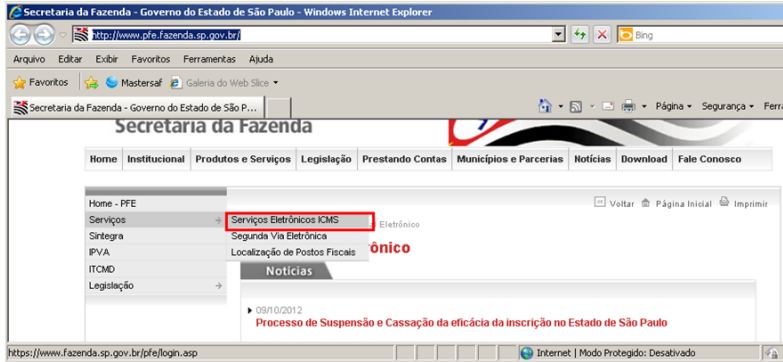 Secretaria da Fazenda - Governo do Estado de São Paulo - Windows Internet Explorer
http://www.pfe.fazenda.sp.gov.br/
Bing
Arquivo Editar Exibir Favoritos Ferramentas Ajuda
Favoritos Mastersaf Galeria do Web Slice
Secretaria da Fazenda - Governo do Estado de São P... Página Segurança Ferra
Secretaria da Fazenda
Home Institucional Produtos e Serviços Legislação Prestando Contas Municípios e Parcerias Notícias Download Fale Conosco
Home - PFE Voltar Página Inicial Imprimir
Serviços Serviços Eletrônicos ICMS Eletrônico
Sintegra Segunda Via Eletrônica
IPVA Localização de Postos Fiscais ônico
ITCMD Notícias
Legislação
09/10/2012
Processo de Suspensão e Cassação da eficácia da inscrição no Estado de São Paulo
https://www.fazenda.sp.gov.br/pfe/login.asp Internet | Modo Protegido: Desativado